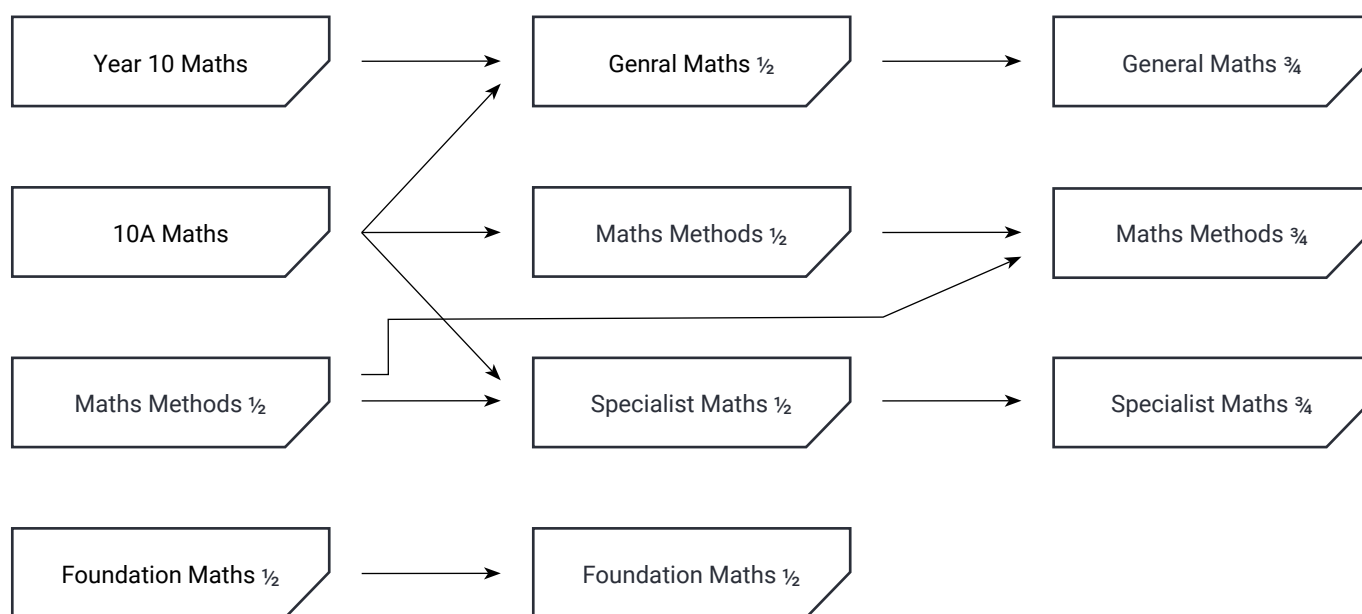 Year 10 Maths
Genral Maths ½
General Maths ¾
10A Maths
Maths Methods ½
Maths Methods ¾
Maths Methods ½
Specialist Maths ½
Specialist Maths ¾
Foundation Maths ½
Foundation Maths ½